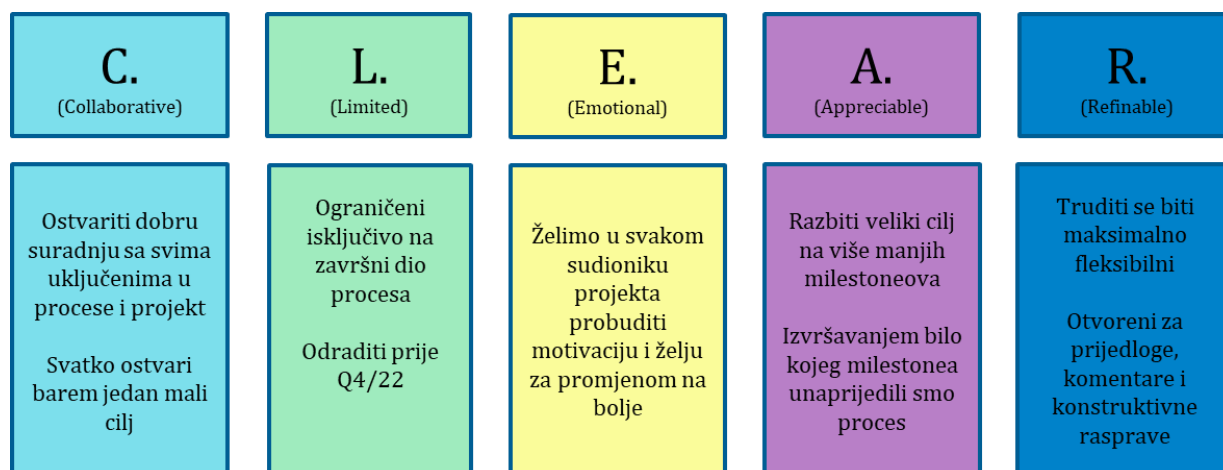 C.
(Collaborative)
L.
(Limited)
E.
(Emotional)
A.
(Appreciable)
R.
(Refinable)
Ostvariti dobru
suradnju sa svima
uključenima u
procese i projekt
Svatko ostvari
barem jedan mali
cilj
Ograničeni
isključivo na
završni dio
procesa
Odraditi prije
Q4/22
Želimo u svakom
sudioniku
projekta
probuditi
motivaciju i želju
za promjenom na
bolje
Razbiti veliki cilj
na više manjih
milestoneova
Izvršavanjem bilo
kojeg milestonea
unaprijedili smo
proces
Truditi se biti
maksimalno
fleksibilni
Otvoreni za
prijedloge,
komentare i
konstruktivne
rasprave